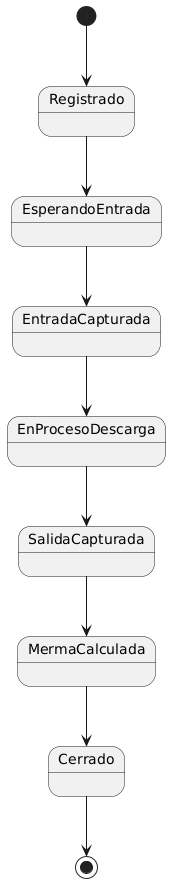 Registrado
EsperandoEntrada
EntradaCapturada
EnProcesoDescarga
SalidaCapturada
MermaCalculada
Cerrado